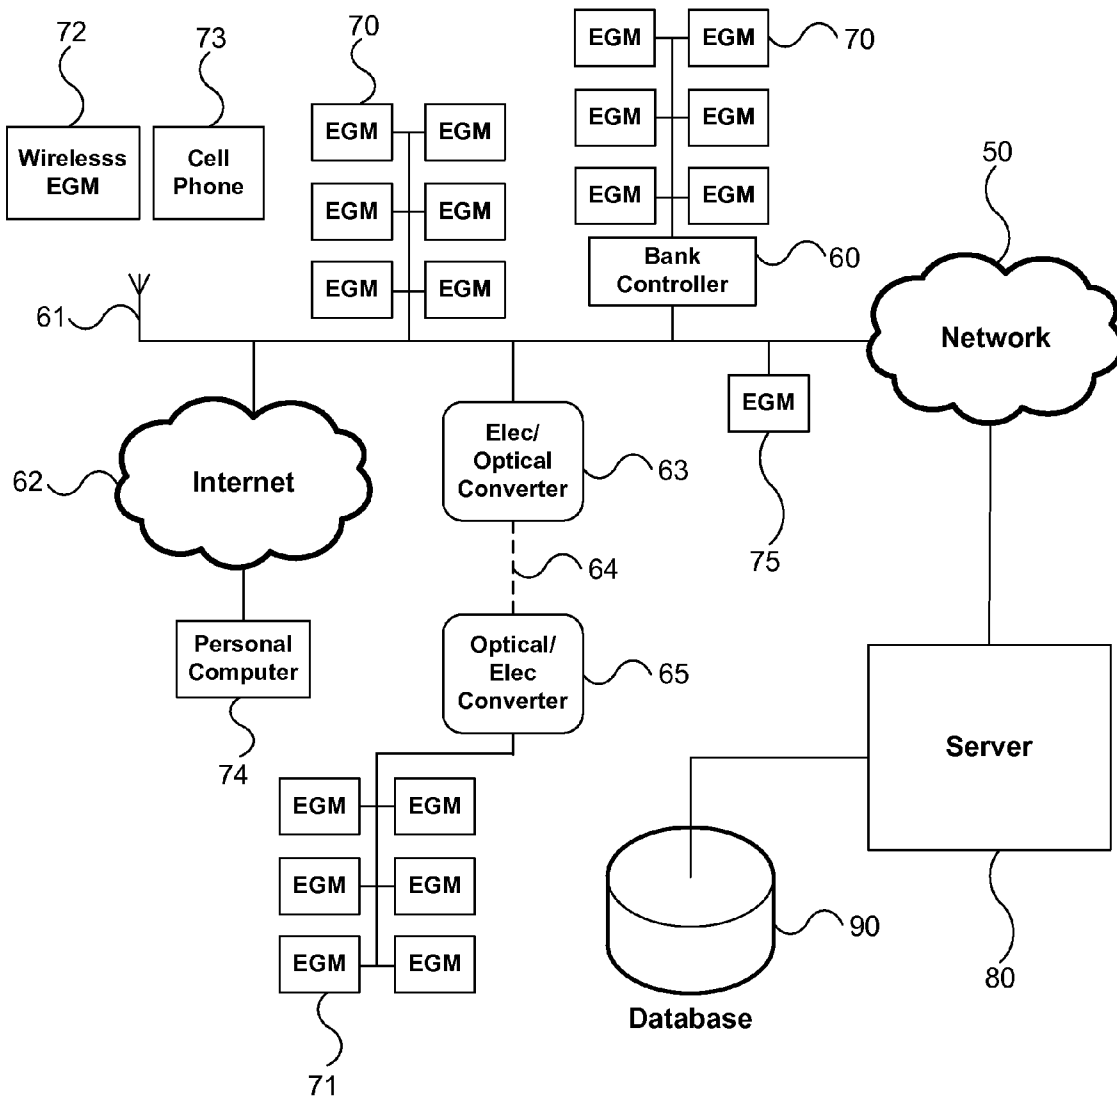 72
73
70
EGM EGM
70
EGM EGM
EGM EGM
Wirelesss
EGM
Cell
Phone
EGM EGM
EGM EGM
EGM EGM
EGM EGM
50
Bank
Controller
60
61
Network
EGM
75
Internet
62
Elec/
Optical
Converter
63
64
Personal
Computer
74
Optical/
Elec
Converter
65
Server
80
EGM EGM
EGM EGM
EGM EGM
71
90
Database